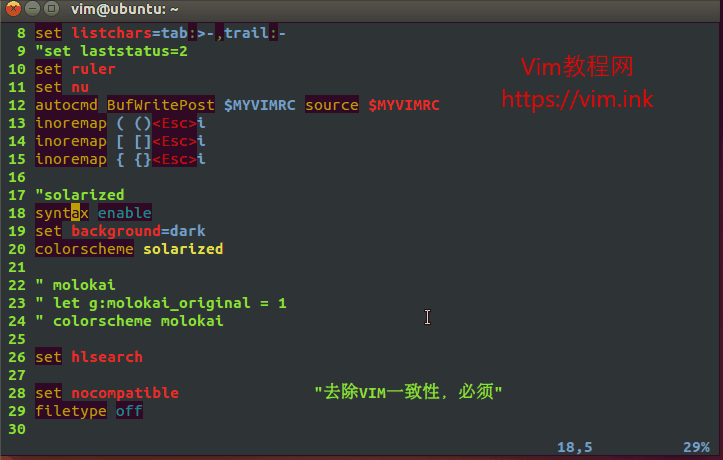 vim@ubuntu: ~
8 set listchars=tab:>-,trail:-
9 "set laststatus=2
10 set ruler
11 set nu
12 autocmd BufWritePost $MYVIMRC source $MYVIMRC
13 inoremap ( ()<Esc>i
14 inoremap [ []<Esc>i
15 inoremap { {}<Esc>i
16
17 "solarized
18 syntax enable
19 set background=dark
20 colorscheme solarized
21
22 " molokai
23 " let g:molokai_original = 1
24 " colorscheme molokai
25
26 set hlsearch
27
28 set nocompatible "去除VIM一致性，必须"
29 filetype off
30
18,5 29%
Vim教程网
https://vim.ink